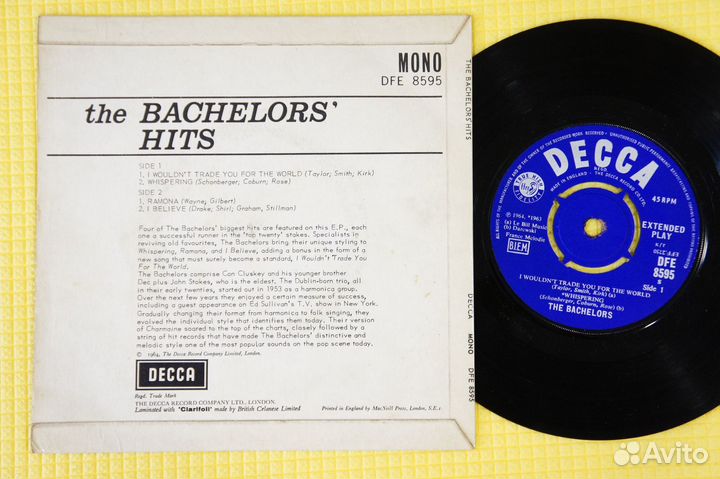 MONO
DFE 8595
the BACHELORS'
HITS
SIDE 1
1. I WOULDN'T TRADE YOU FOR THE WORLD (Taylor; Smith; Kirk)
2. WHISPERING (Schonberger; Coburn; Rose)
SIDE 2
1. RAMONA (Wayne; Gilbert)
2. I BELIEVE (Drake; Shirl; Graham, Stillman)
Four of The Bachelors' biggest hits are featured on this E.P., each
one a successful runner in the "top twenty" stakes. Specialists in
reviving old favourites, The Bachelors bring their unique styling to
Whispering, Ramona, and I Believe, adding a bonus in the form of a
new song that must surely become a standard, I Wouldn't Trade You
For The World.
The Bachelors comprise Con Cluskey and his younger brother
Dec plus John Stokes, who is the eldest. The Dublin-born trio, all
in their early twenties, started out in 1953 as a harmonica group.
Over the next few years they enjoyed a certain measure of success,
including a guest appearance on Ed Sullivan's T.V. show in New York.
Gradually changing their format from harmonica to folk singing, they
evolved the individual style that identifies them today. Their version
of Charmaine soared to the top of the charts, closely followed by a
string of hit records that have made The Bachelors' distinctive and
melodic style one of the most popular sounds on the pop scene today.
© 1964, The Decca Record Company Limited, London.
DECCA
Regd. Trade Mark
THE DECCA RECORD COMPANY LTD., LONDON.
Laminated with 'Clarifoil' made by British Celanese Limited
Printed in England by MacNeill Press, London, S.E.1
THE BACHELORS' HITS
DECCA
MONO
DFE 8595
DECCA
MADE IN ENGLAND · THE DECCA RECORD CO. LTD.
45 RPM
EXTENDED
PLAY
KT
DFE
8595
Side 1
℗ 1964, 1963
(a) Le Bill Music
(b) Darewski
France Melodie
BIEM
I WOULDN'T TRADE YOU FOR THE WORLD
(Taylor, Smith, Kirk) (a)
WHISPERING
(Schonberger, Coburn, Rose) (b)
THE BACHELORS
Avito